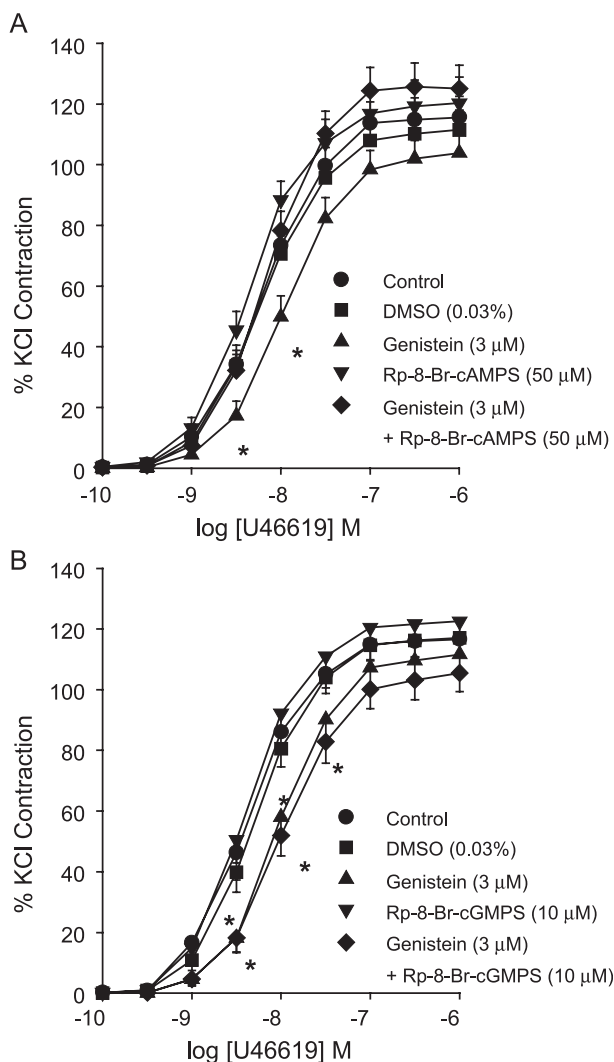 A
140
120
100
80
60
40
20
0
% KCl Contraction
-10
-9
-8
-7
-6
log [U46619] M
Control
DMSO (0.03%)
Genistein (3 μM)
Rp-8-Br-cAMPS (50 μM)
Genistein (3 μM)
+ Rp-8-Br-cAMPS (50 μM)
*
*
B
140
120
100
80
60
40
20
0
% KCl Contraction
-10
-9
-8
-7
-6
log [U46619] M
*
*
Control
DMSO (0.03%)
Genistein (3 μM)
Rp-8-Br-cGMPS (10 μM)
Genistein (3 μM)
+ Rp-8-Br-cGMPS (10 μM)
*
*
*